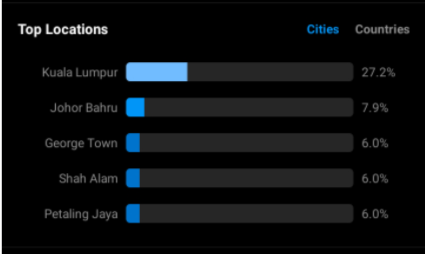 Top Locations Cities Countries
Kuala Lumpur 27.2%
Johor Bahru 7.9%
George Town 6.0%
Shah Alam 6.0%
Petaling Jaya 6.0%